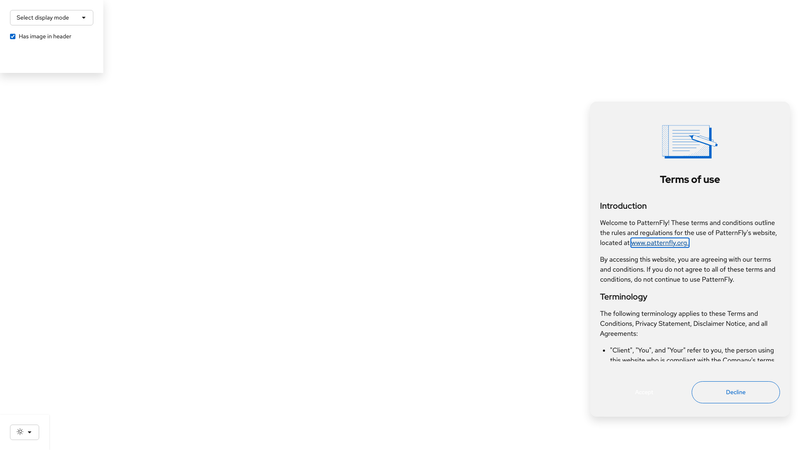 Select display mode
Has image in header
Terms of use
Introduction
Welcome to PatternFly! These terms and conditions outline
the rules and regulations for the use of PatternFly's website,
located at www.patternfly.org.
By accessing this website, you are agreeing with our terms
and conditions. If you do not agree to all of these terms and
conditions, do not continue to use PatternFly.
Terminology
The following terminology applies to these Terms and
Conditions, Privacy Statement, Disclaimer Notice, and all
Agreements:
• "Client", "You", and "Your" refer to you, the person using
this website who is compliant with the Company's terms
Accept Decline